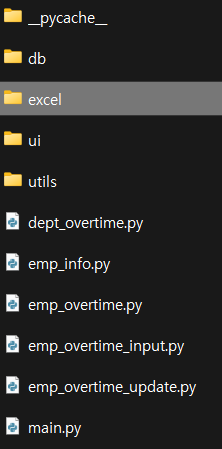 __pycache__
db
excel
ui
utils
dept_overtime.py
emp_info.py
emp_overtime.py
emp_overtime_input.py
emp_overtime_update.py
main.py